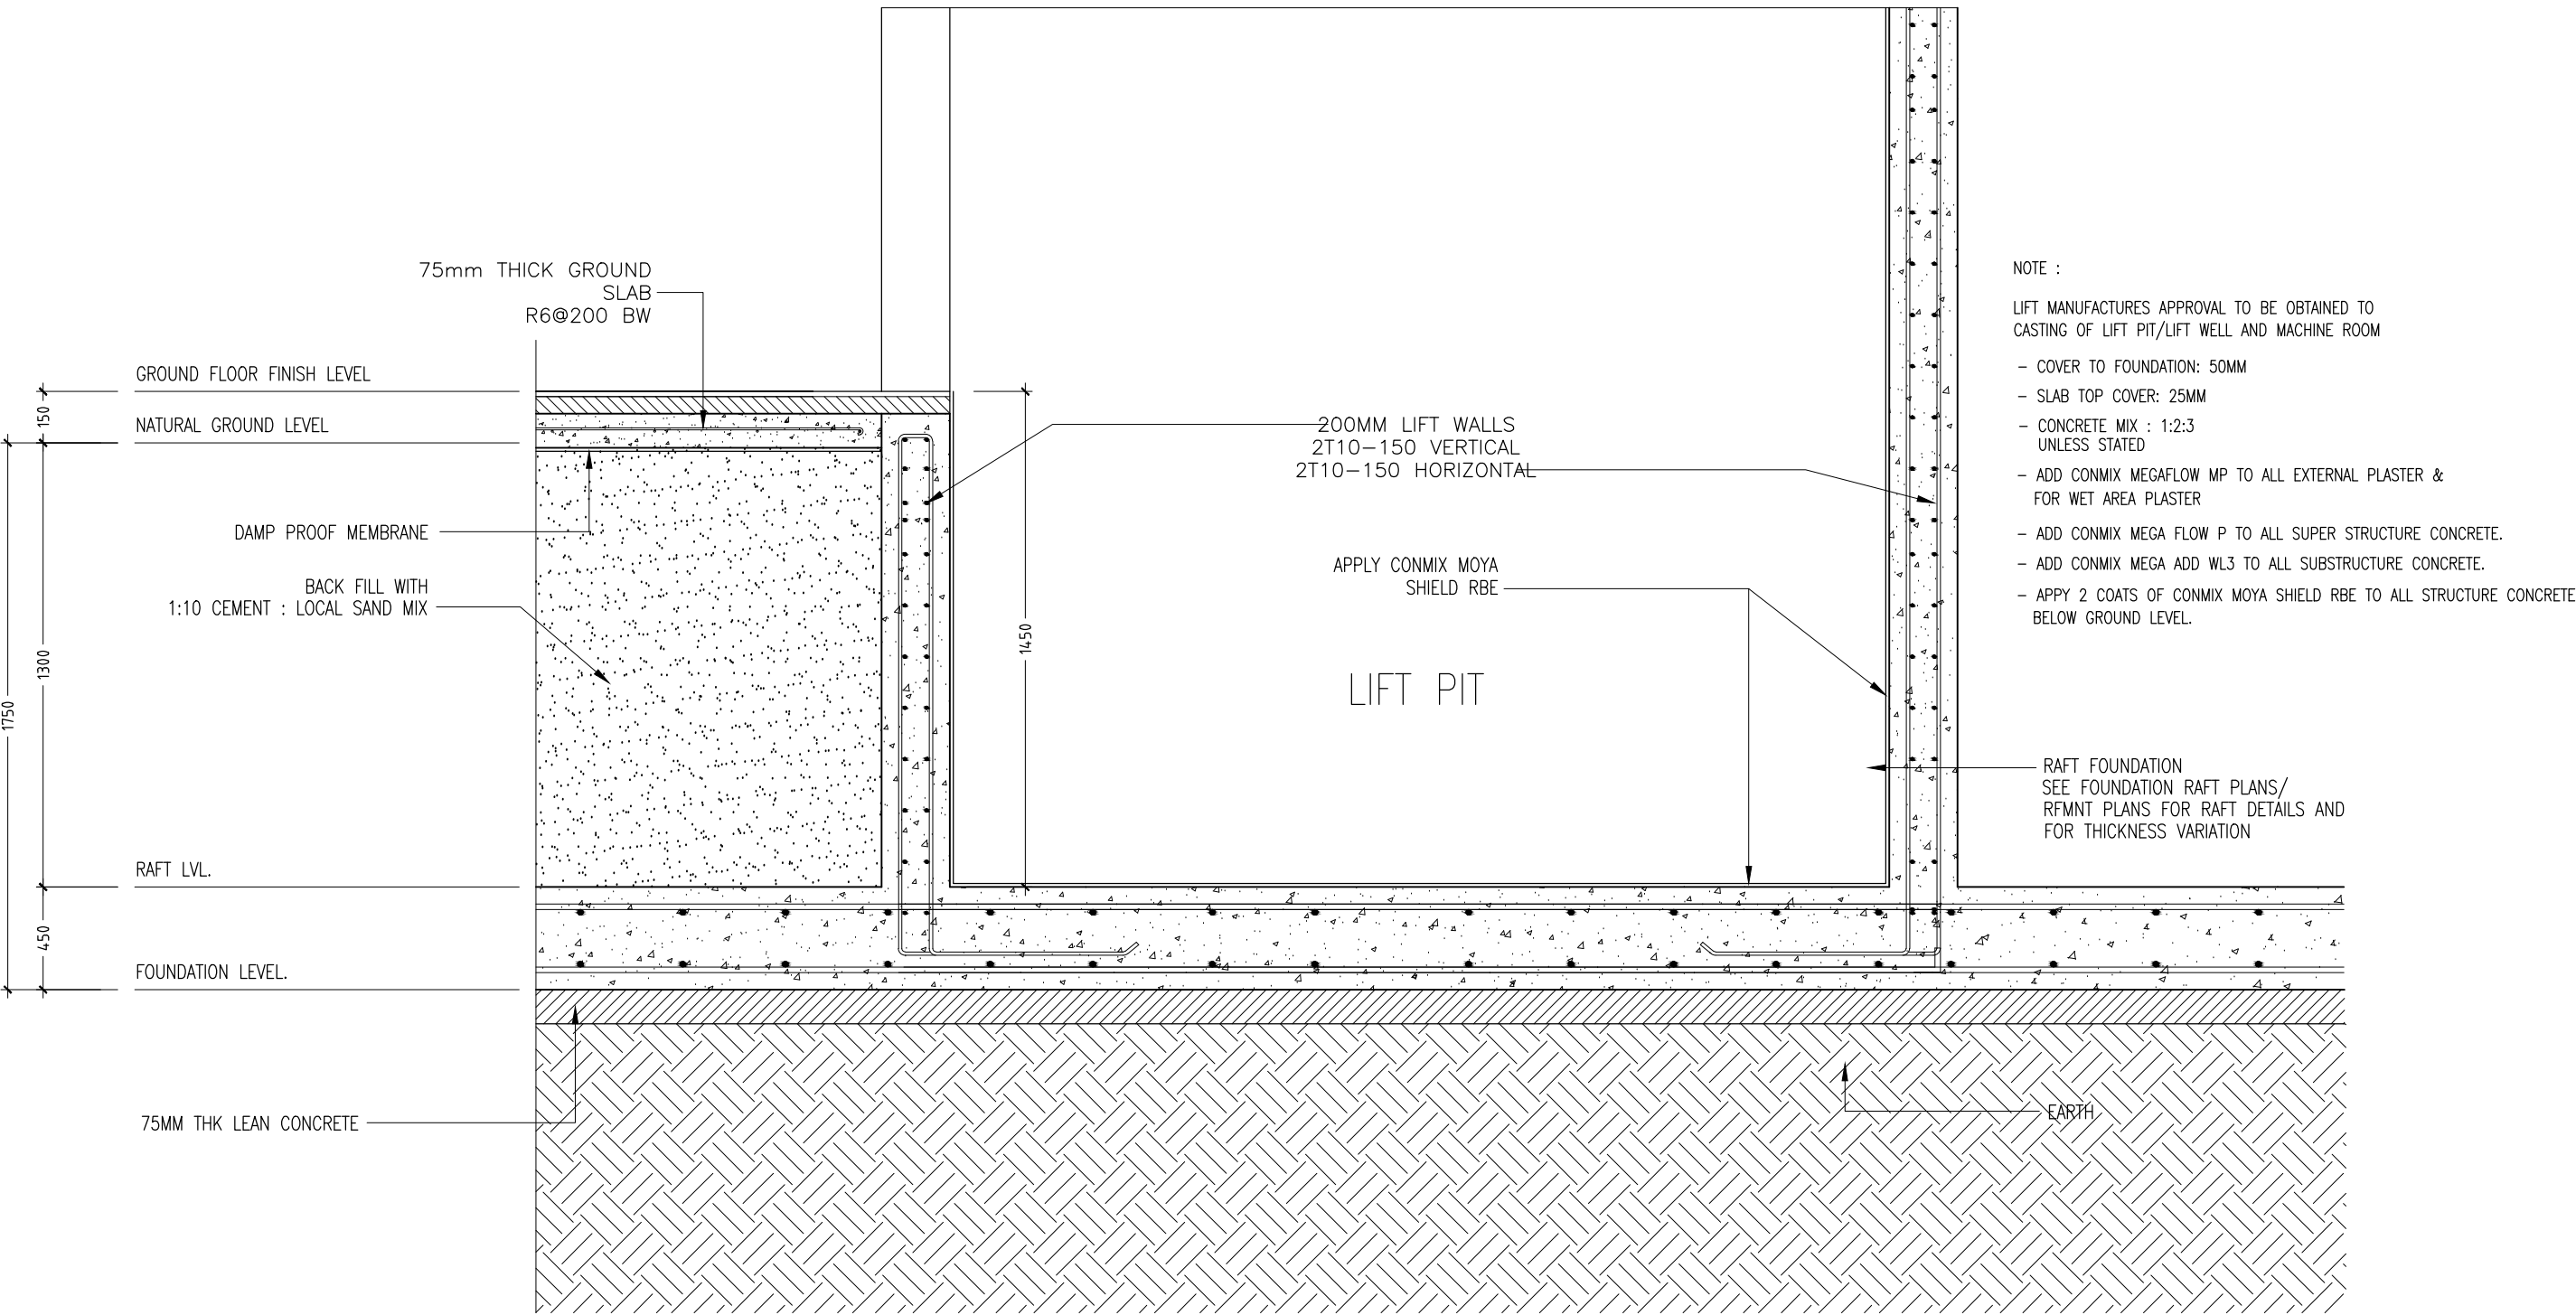 75mm THICK GROUND
SLAB
R6@200 BW
GROUND FLOOR FINISH LEVEL
150
NATURAL GROUND LEVEL
DAMP PROOF MEMBRANE
BACK FILL WITH
1:10 CEMENT : LOCAL SAND MIX
1300
1750
RAFT LVL.
450
FOUNDATION LEVEL.
75MM THK LEAN CONCRETE
1450
200MM LIFT WALLS
2T10-150 VERTICAL
2T10-150 HORIZONTAL
APPLY CONMIX MOYA
SHIELD RBE
LIFT PIT
NOTE :
LIFT MANUFACTURES APPROVAL TO BE OBTAINED TO
CASTING OF LIFT PIT/LIFT WELL AND MACHINE ROOM
- COVER TO FOUNDATION: 50MM
- SLAB TOP COVER: 25MM
- CONCRETE MIX : 1:2:3
UNLESS STATED
- ADD CONMIX MEGAFLOW MP TO ALL EXTERNAL PLASTER &
FOR WET AREA PLASTER
- ADD CONMIX MEGA FLOW P TO ALL SUPER STRUCTURE CONCRETE.
- ADD CONMIX MEGA ADD WL3 TO ALL SUBSTRUCTURE CONCRETE.
- APPY 2 COATS OF CONMIX MOYA SHIELD RBE TO ALL STRUCTURE CONCRETE
BELOW GROUND LEVEL.
RAFT FOUNDATION
SEE FOUNDATION RAFT PLANS/
RFMNT PLANS FOR RAFT DETAILS AND
FOR THICKNESS VARIATION
EARTH